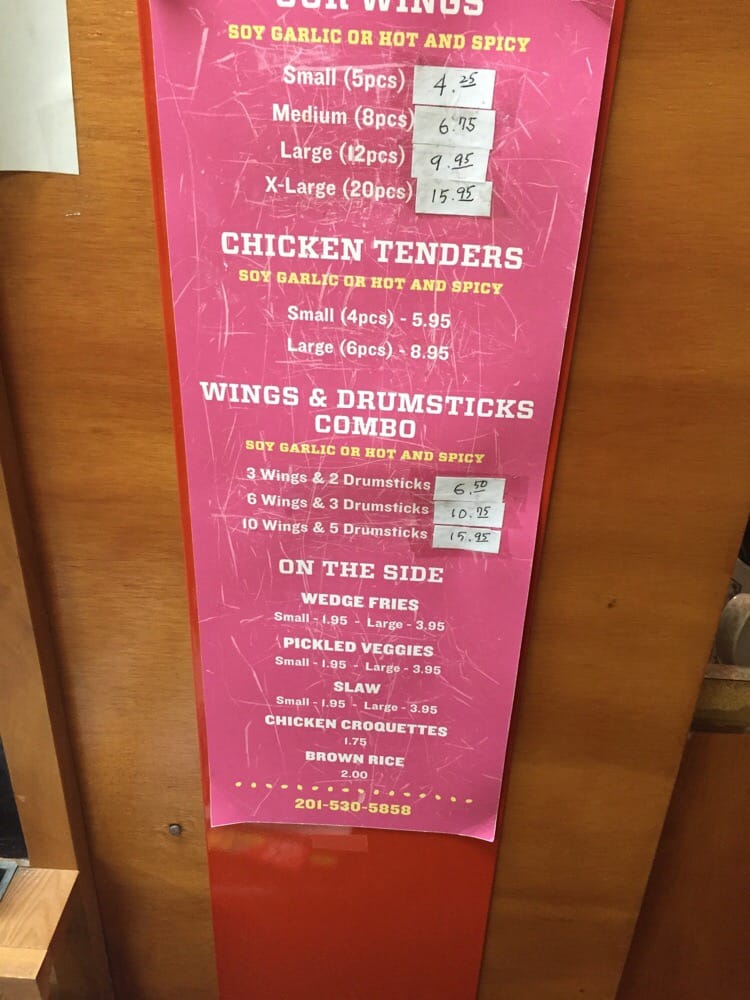 OUR WINGS
SOY GARLIC OR HOT AND SPICY
Small (5pcs) 4.25
Medium (8pcs) 6.75
Large (12pcs) 9.95
X-Large (20pcs) 15.95
CHICKEN TENDERS
SOY GARLIC OR HOT AND SPICY
Small (4pcs) - 5.95
Large (6pcs) - 8.95
WINGS & DRUMSTICKS
COMBO
SOY GARLIC OR HOT AND SPICY
3 Wings & 2 Drumsticks 6.50
6 Wings & 3 Drumsticks 10.75
10 Wings & 5 Drumsticks 15.95
ON THE SIDE
WEDGE FRIES
Small - 1.95 - Large - 3.95
PICKLED VEGGIES
Small - 1.95 - Large - 3.95
SLAW
Small - 1.95 - Large - 3.95
CHICKEN CROQUETTES
1.75
BROWN RICE
2.00
201-530-5858